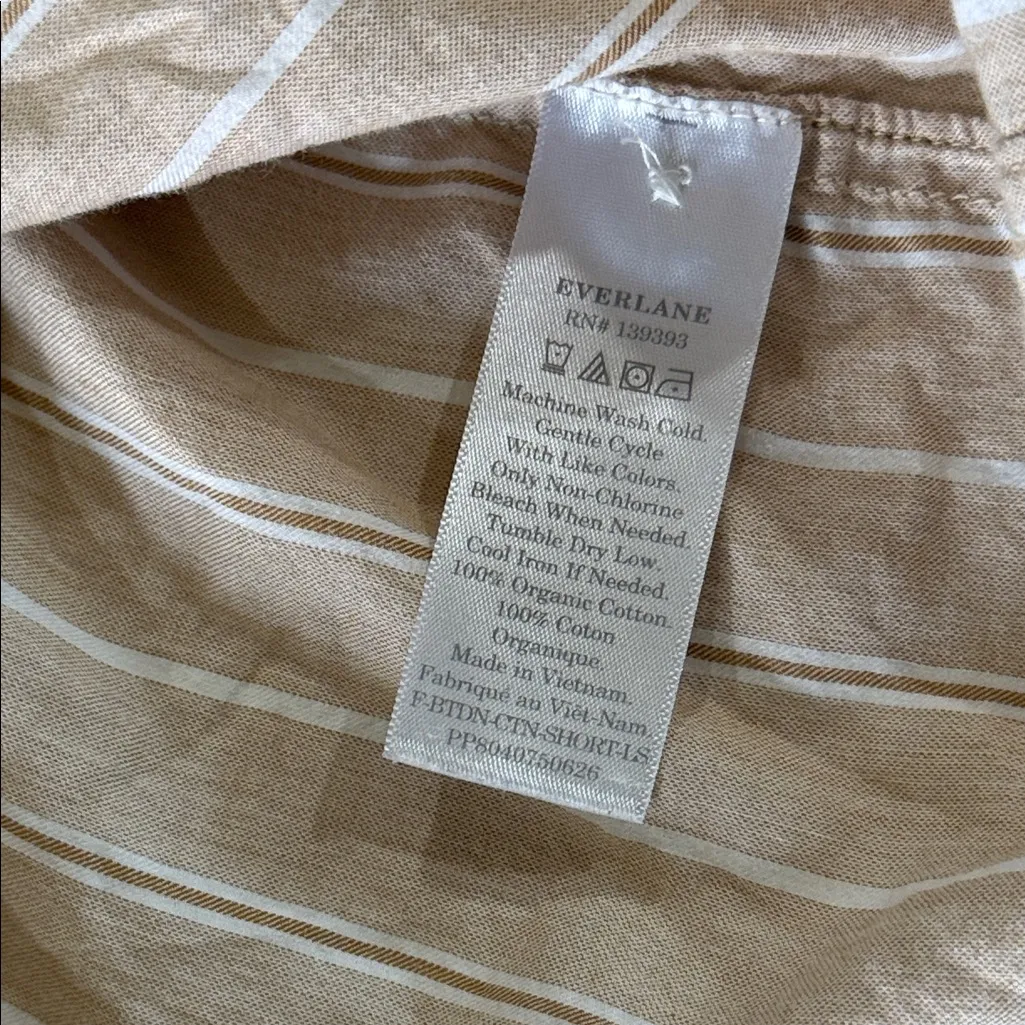 EVERLANE
RN# 139393
Machine Wash Cold.
Gentle Cycle
With Like Colors.
Only Non-Chlorine
Bleach When Needed.
Tumble Dry Low.
Cool Iron If Needed.
100% Organic Cotton.
100% Coton
Organique.
Made in Vietnam.
Fabriqué au Viêt-Nam.
F-BTDN-CTN-SHORT-LS
PP8040750626